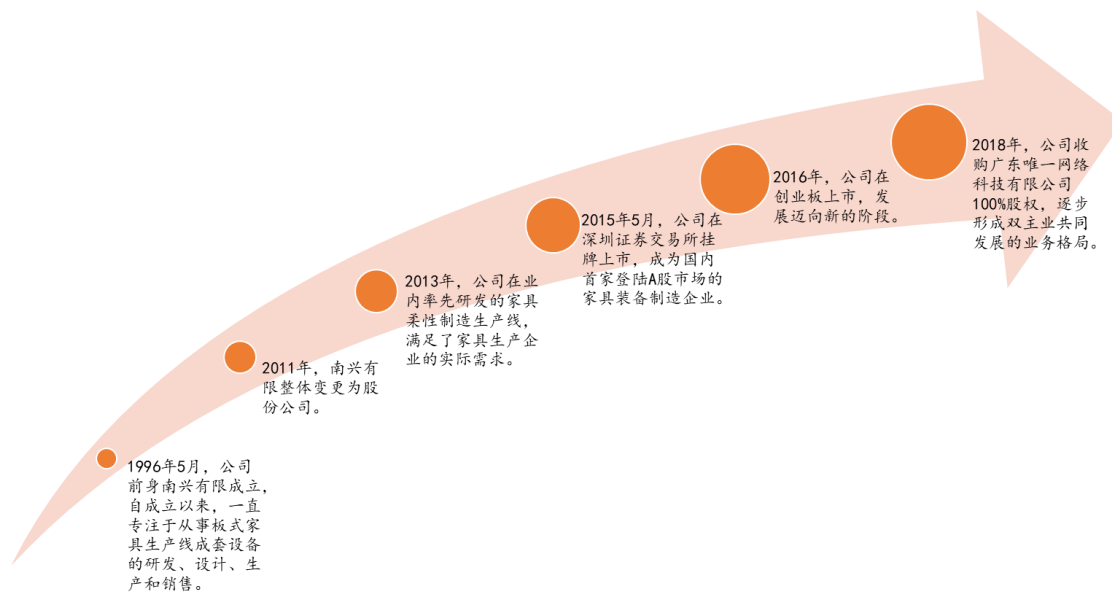 1996年5月，公司
前身南兴有限成立，
自成立以来，一直
专注于从事板式家
具生产线成套设备
的研发、设计、生
产和销售。
2011年，南兴有
限整体变更为股
份公司。
2013年，公司在业
内率先研发的家具
柔性制造生产线，
满足了家具生产企
业的实际需求。
2015年5月，公司在
深圳证券交易所挂
牌上市，成为国内
首家登陆A股市场的
家具装备制造企业。
2016年，公司在
创业板上市，发
展迈向新的阶段。
2018年，公司收
购广东唯一网络
科技有限公司
100%股权，逐步
形成双主业共同
发展的业务格局。